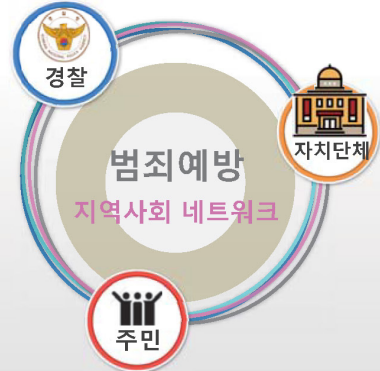 경찰
자치단체
범죄예방
지역사회 네트워크
주민